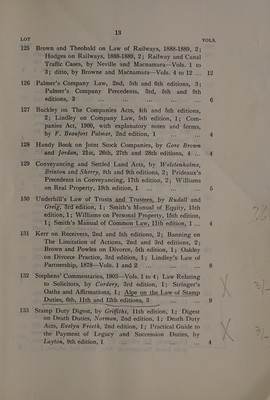 13
LOT VOLS.
125 Brown and Theobald on Law of Railways, 1888-1889, 2;
Hodges on Railways, 1888-1889, 2; Railway and Canal
Traffic Cases, by Neville and Macnamara—Vols. 1 to
3; ditto, by Browne and Macnamara—Vols. 4 to 12 ... 12
126 Palmer's Company Law, 2nd, 5th and 6th editions, 3;
Palmer's Company Precedents, 3rd, 8th and 9th
editions, 3 ... 6
127 Buckley on The Companies Acts, 4th and 5th editions,
2; Lindley on Company Law, 5th edition, 1; Com-
panies Act, 1900, with explanatory notes and forms,
by F. Beaufort Palmer, 2nd edition, 1 ... 4
128 Handy Book on Joint Stock Companies, by Gore Brown
and Jordan, 21st, 26th, 27th and 28th editions, 4 ... 4
129 Conveyancing and Settled Land Acts, by Wolstenholme,
Brinton and Sherry, 8th and 9th editions, 2; Prideaux's
Precedents in Conveyancing, 17th edition, 2; Williams
on Real Property, 19th edition, 1 ... 5
130 Underhill's Law of Trusts and Trustees, by Rudall and
Greig, 3rd edition, 1; Smith's Manual of Equity, 15th
edition, 1; Williams on Personal Property, 15th edition,
1; Smith's Manual of Common Law, 11th edition, 1 ...
131 Kerr on Receivers, 2nd and 5th editions, 2; Banning on
The Limitation of Actions, 2nd and 3rd editions, 2;
Brown and Powles on Divorce, 5th edition, 1; Oakley
on Divorce Practice, 3rd edition, 1; Lindley's Law of
Partnership, 1878—Vols. 1 and 2 ... 8
132 Stephens' Commentaries, 1903—Vols. 1 to 4; Law Relating
to Solicitors, by Cordery, 3rd edition, 1; Stringer's
Oaths and Affirmations, 1; Alpe on the Law of Stamp
Duties, 6th, 11th and 12th editions, 3 ... 9
133 Stamp Duty Digest, by Griffiths, 11th edition, 1; Digest
on Death Duties, Norman, 2nd edition, 1; Death Duty
Acts, Evelyn Freeth, 2nd edition, 1; Practical Guide to
the Payment of Legacy and Succession Duties, by
Layton, 9th edition, 1 ... 4